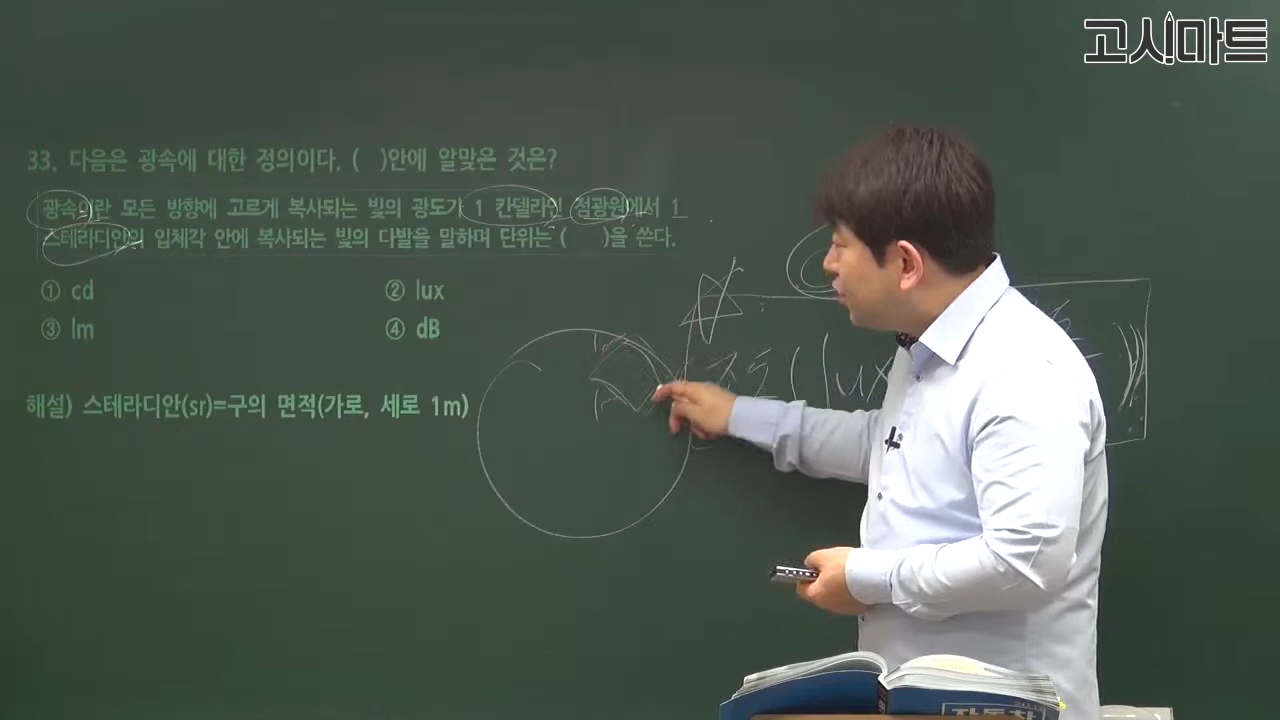 고시마트
33. 다음은 광속에 대한 정의이다. ( )안에 알맞은 것은?
광속이란 모든 방향에 고르게 복사되는 빛의 광도가 1 칸델라인 점광원에서 1
스테라디안의 입체각 안에 복사되는 빛의 다발을 말하며 단위는 ( )을 쓴다.
① cd
② lux
③ lm
④ dB
해설) 스테라디안(sr)=구의 면적(가로, 세로 1m)
조도 (lux